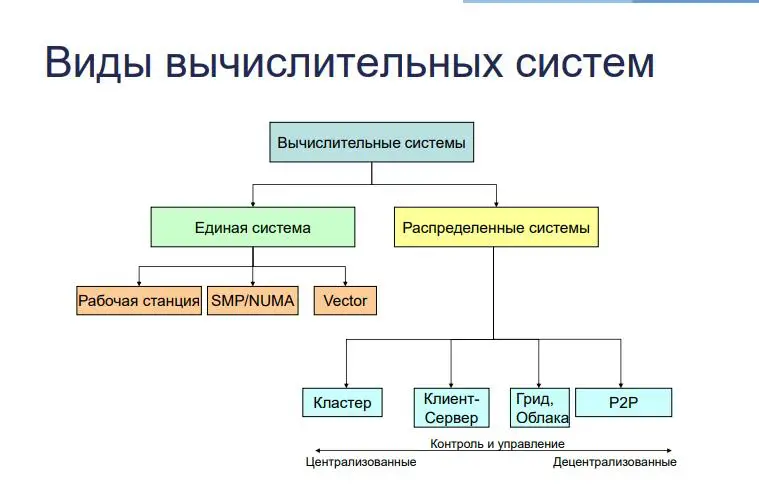 Виды вычислительных систем
Вычислительные системы
Единая система
Распределенные системы
Рабочая станция
SMP/NUMA
Vector
Кластер
Клиент-
Сервер
Грид,
Облака
P2P
Контроль и управление
Централизованные
Децентрализованные